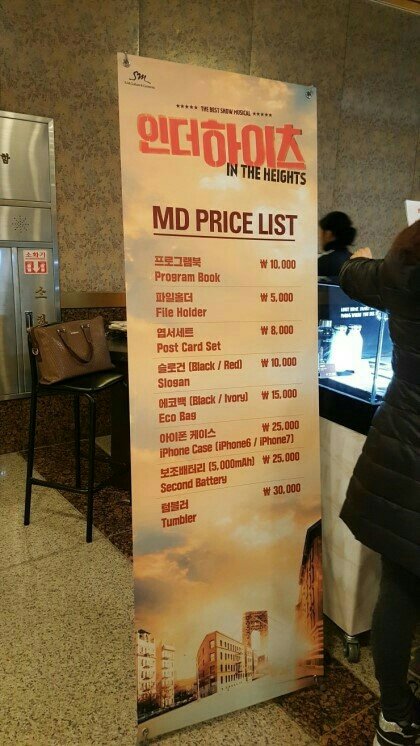 SM
★★★★★ THE BEST SHOW MUSICAL ★★★★★
인더하이츠
IN THE HEIGHTS
MD PRICE LIST
프로그램북 ₩ 10,000
Program Book
파일홀더 ₩ 5,000
File Holder
엽서세트 ₩ 8,000
Post Card Set
슬로건 (Black / Red) ₩ 10,000
Slogan
에코백 (Black / Ivory) ₩ 15,000
Eco Bag
아이폰 케이스 ₩ 25,000
iPhone Case (iPhone6 / iPhone7)
보조배터리 (5,000mAh) ₩ 25,000
Second Battery
텀블러 ₩ 30,000
Tumbler
소화기
소
함